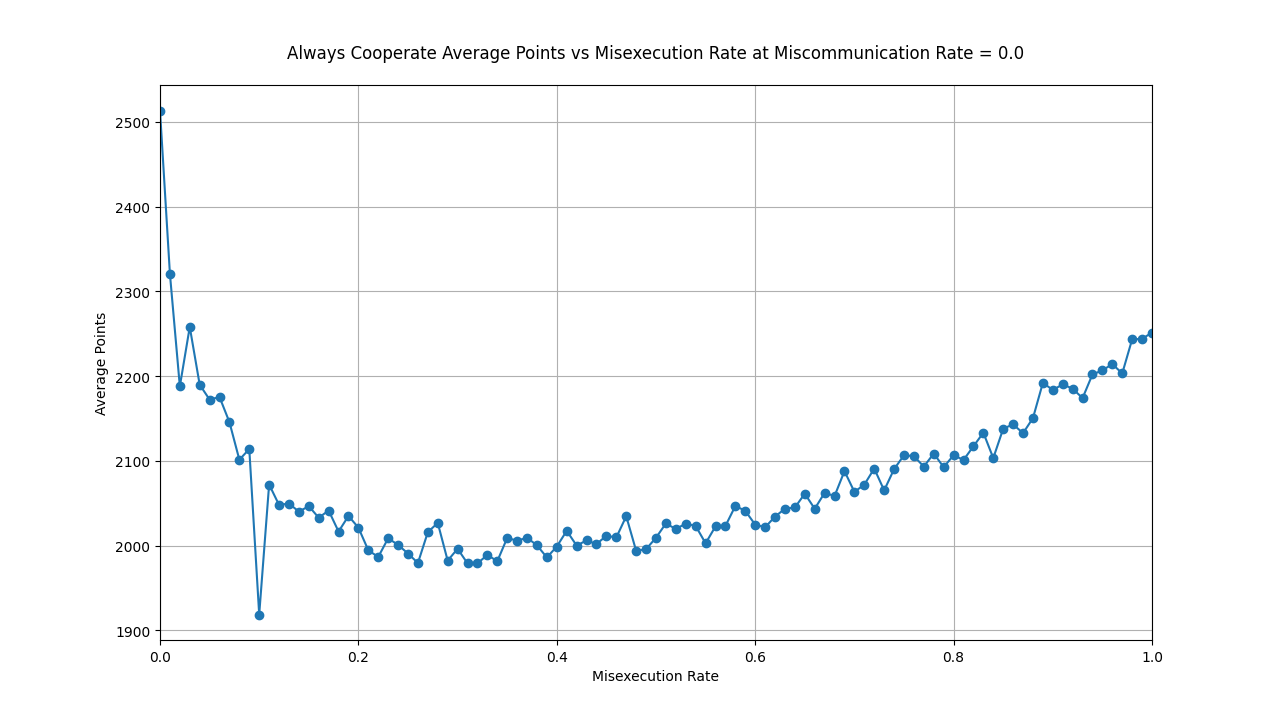 Always Cooperate Average Points vs Misexecution Rate at Miscommunication Rate = 0.0
2500
2400
2300
2200
2100
2000
1900
Average Points
0.0 0.2 0.4 0.6 0.8 1.0
Misexecution Rate